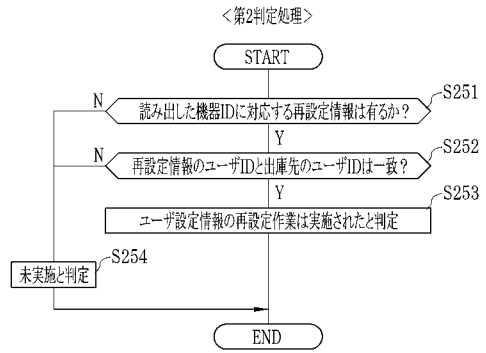 ＜第2判定処理＞
START
S251
N
読み出した機器IDに対応する再設定情報は有るか？
Y
S252
N
再設定情報のユーザIDと出庫先のユーザIDは一致？
Y
S253
ユーザ設定情報の再設定作業は実施されたと判定
S254
未実施と判定
END